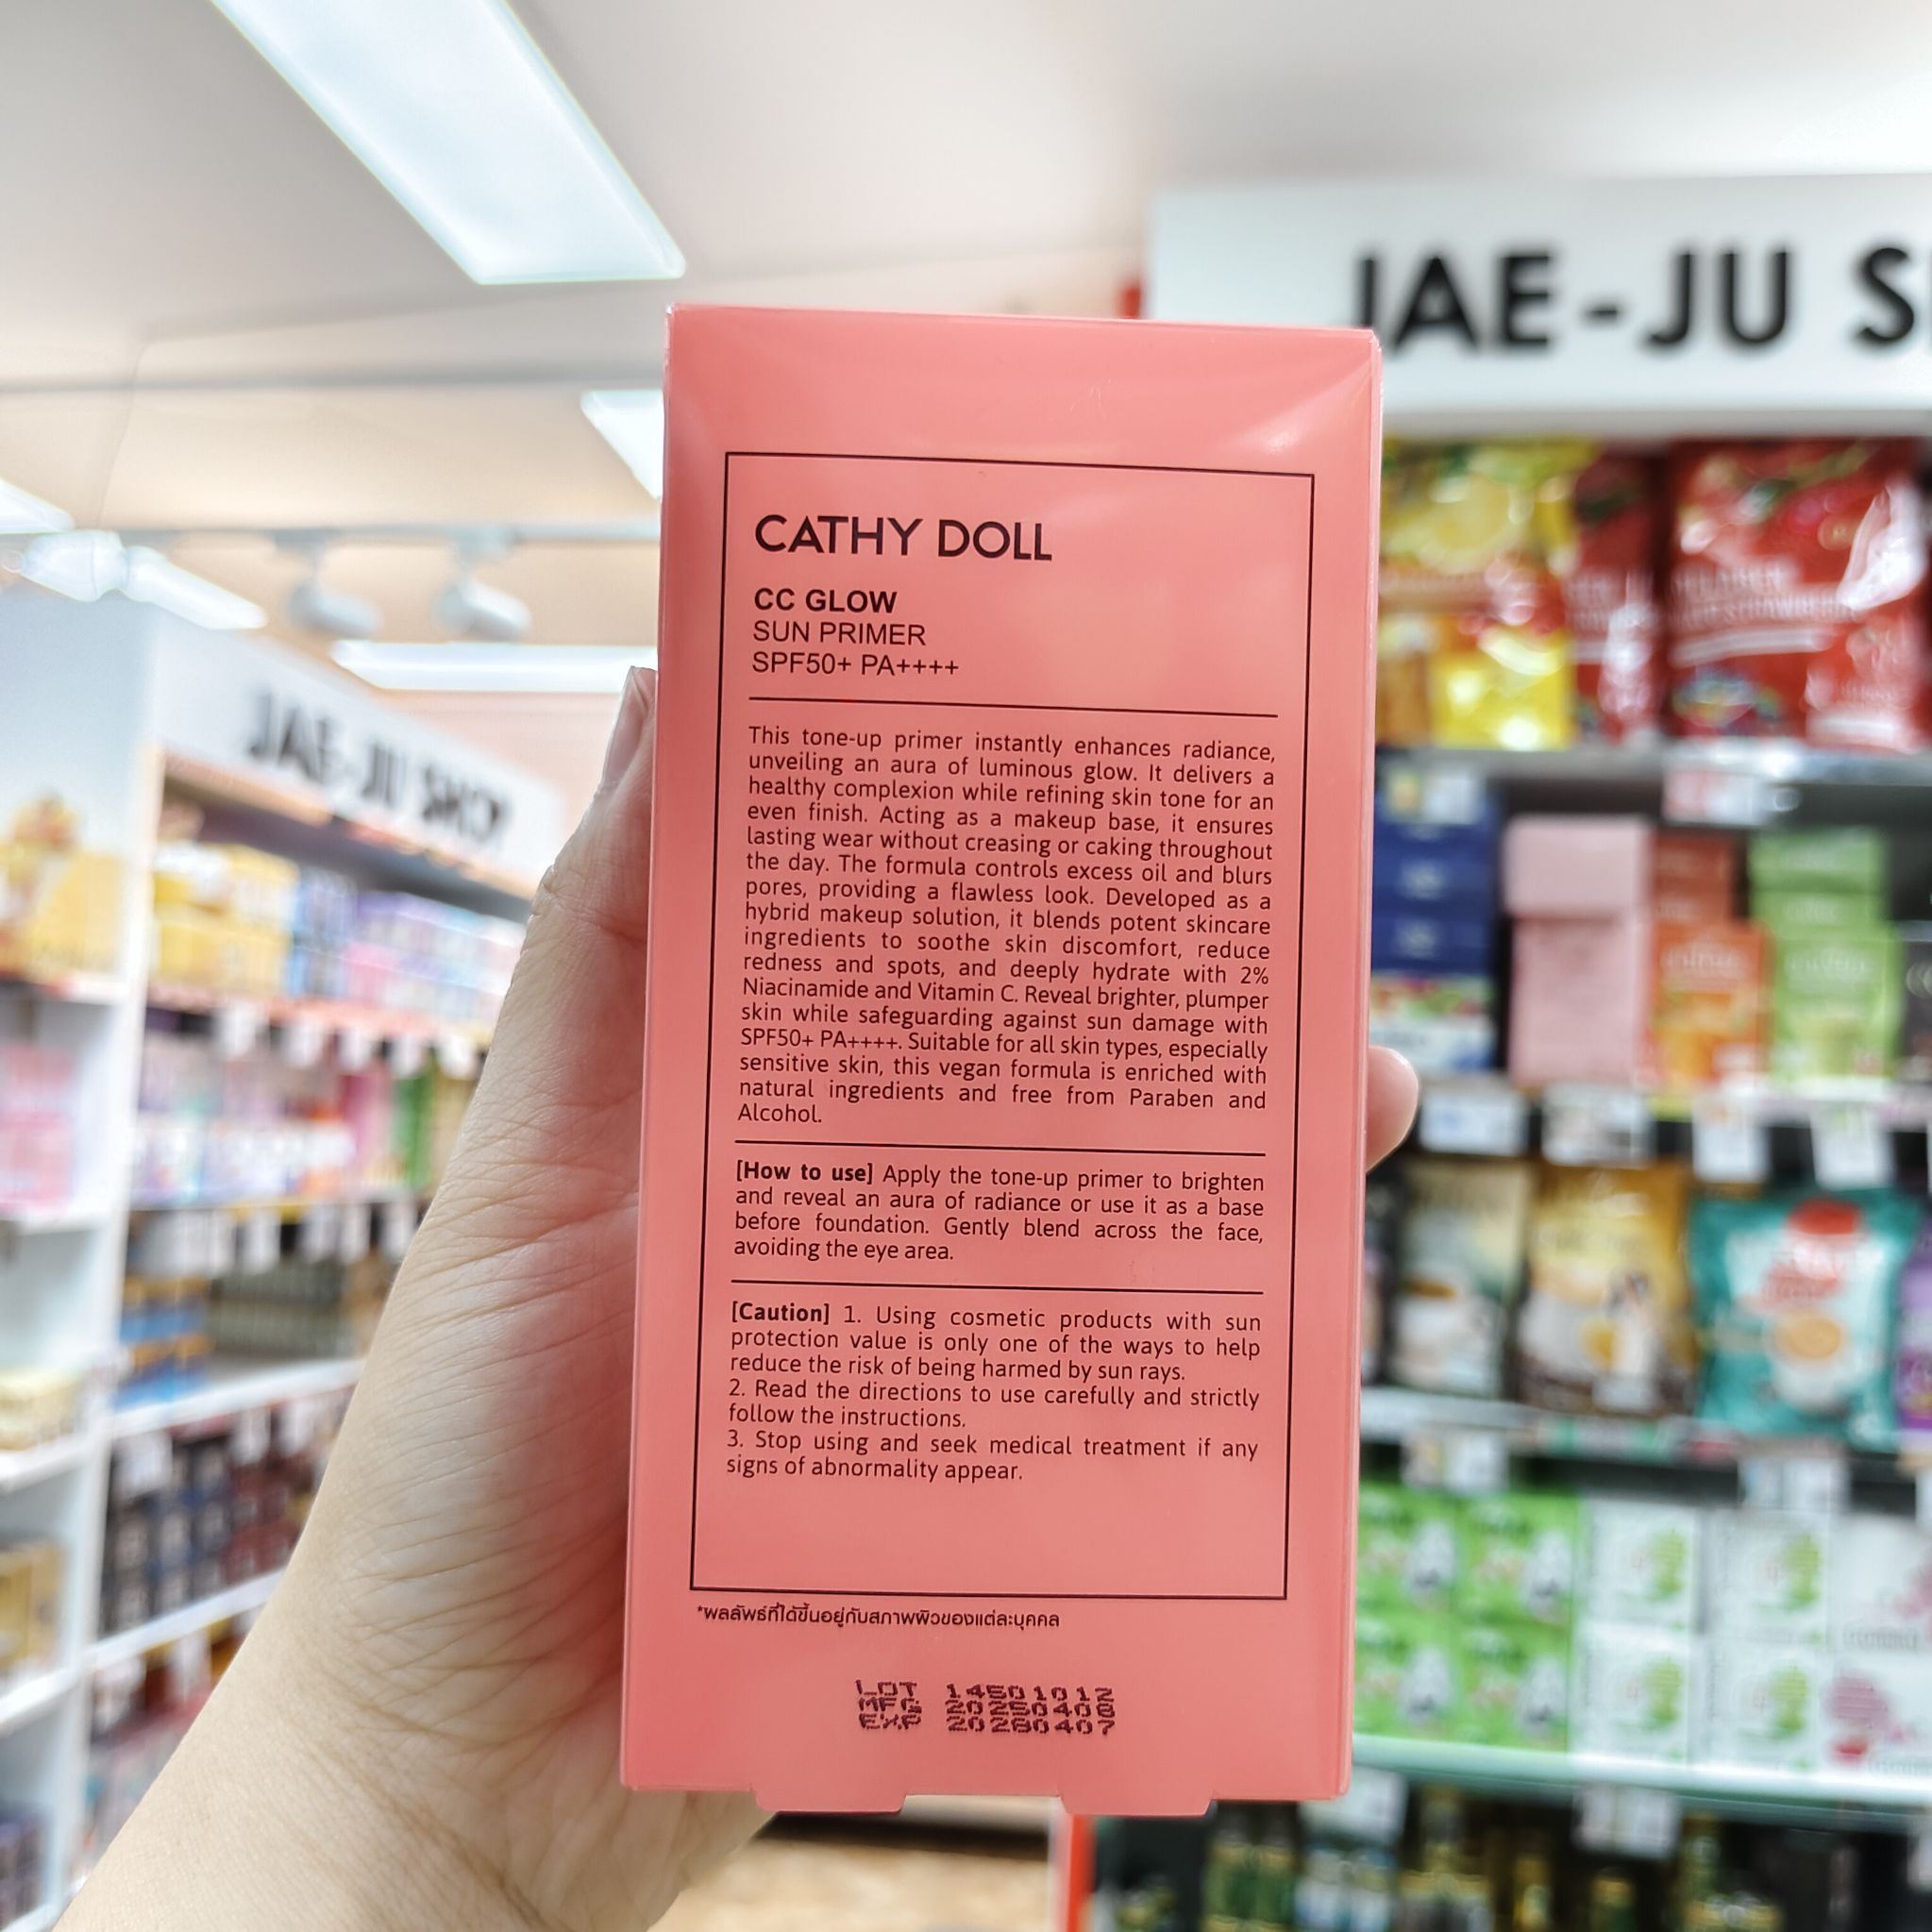 JAE-JU
JAE-JU SHOP
CATHY DOLL
CC GLOW
SUN PRIMER
SPF50+ PA++++
This tone-up primer instantly enhances radiance,
unveiling an aura of luminous glow. It delivers a
healthy complexion while refining skin tone for an
even finish. Acting as a makeup base, it ensures
lasting wear without creasing or caking throughout
the day. The formula controls excess oil and blurs
pores, providing a flawless look. Developed as a
hybrid makeup solution, it blends potent skincare
ingredients to soothe skin discomfort, reduce
redness and spots, and deeply hydrate with 2%
Niacinamide and Vitamin C. Reveal brighter, plumper
skin while safeguarding against sun damage with
SPF50+ PA++++. Suitable for all skin types, especially
sensitive skin, this vegan formula is enriched with
natural ingredients and free from Paraben and
Alcohol.
[How to use] Apply the tone-up primer to brighten
and reveal an aura of radiance or use it as a base
before foundation. Gently blend across the face,
avoiding the eye area.
[Caution] 1. Using cosmetic products with sun
protection value is only one of the ways to help
reduce the risk of being harmed by sun rays.
2. Read the directions to use carefully and strictly
follow the instructions.
3. Stop using and seek medical treatment if any
signs of abnormality appear.
*ผลลัพธ์ที่ได้ขึ้นอยู่กับสภาพผิวของแต่ละบุคคล
LOT 14501012
MFG 20250408
EXP 20280407